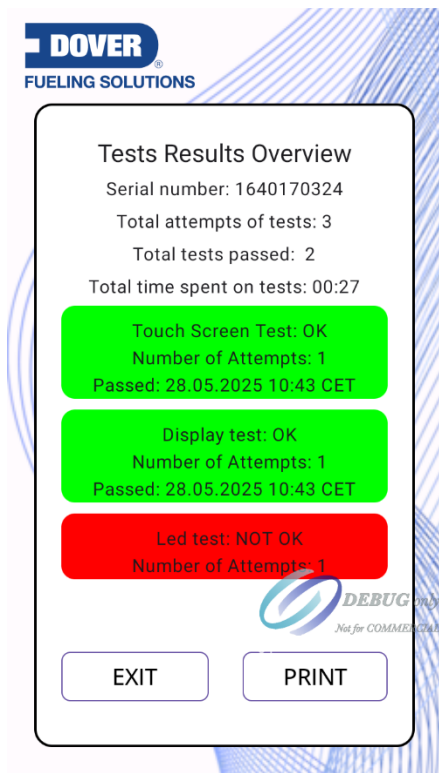 DOVER
®
FUELING SOLUTIONS
Tests Results Overview
Serial number: 1640170324
Total attempts of tests: 3
Total tests passed: 2
Total time spent on tests: 00:27
Touch Screen Test: OK
Number of Attempts: 1
Passed: 28.05.2025 10:43 CET
Display test: OK
Number of Attempts: 1
Passed: 28.05.2025 10:43 CET
Led test: NOT OK
Number of Attempts: 1
DEBUG only
Not for COMMERCIAL
EXIT
PRINT